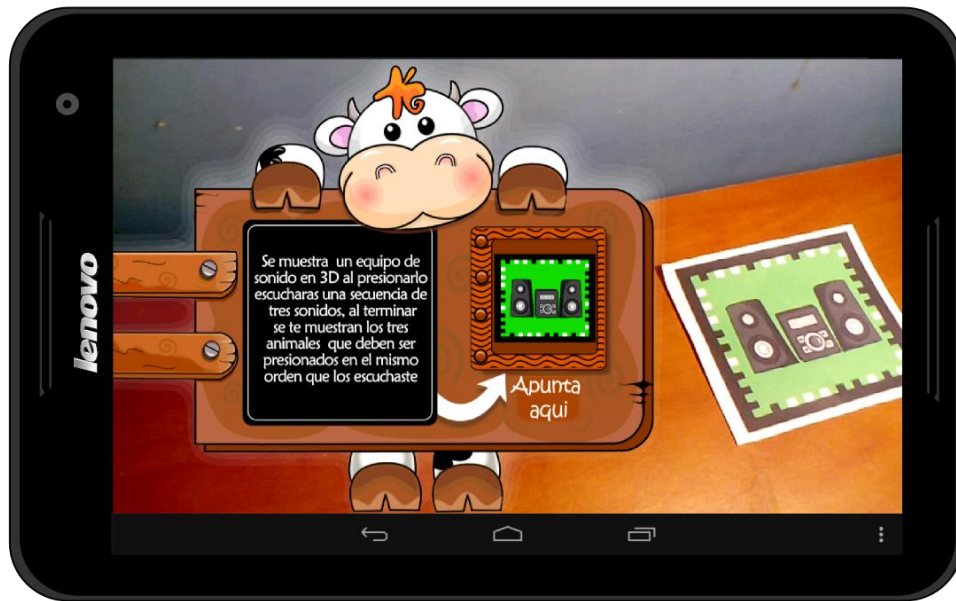 lenovo
Se muestra un equipo de
sonido en 3D al presionarlo
escucharas una secuencia de
tres sonidos, al terminar
se te muestran los tres
animales que deben ser
presionados en el mismo
orden que los escuchaste
Apunta
aqui